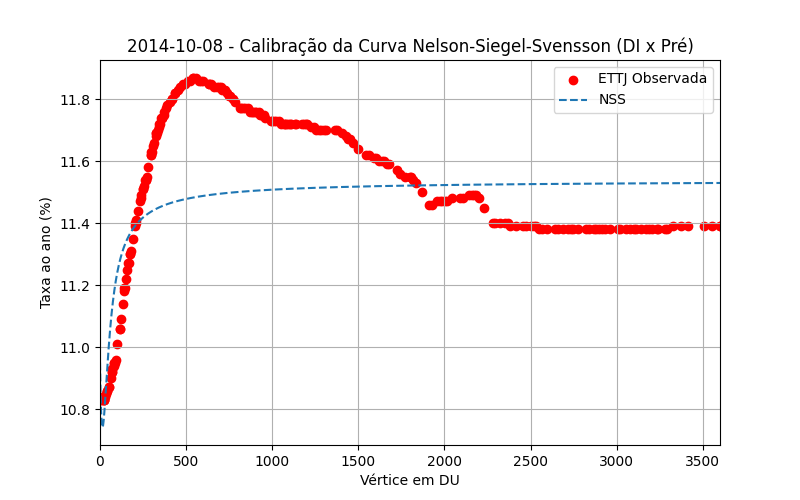 2014-10-08 - Calibração da Curva Nelson-Siegel-Svensson (DI x Pré)
ETTJ Observada
NSS
Taxa ao ano (%)
11.8
11.6
11.4
11.2
11.0
10.8
0 500 1000 1500 2000 2500 3000 3500
Vértice em DU